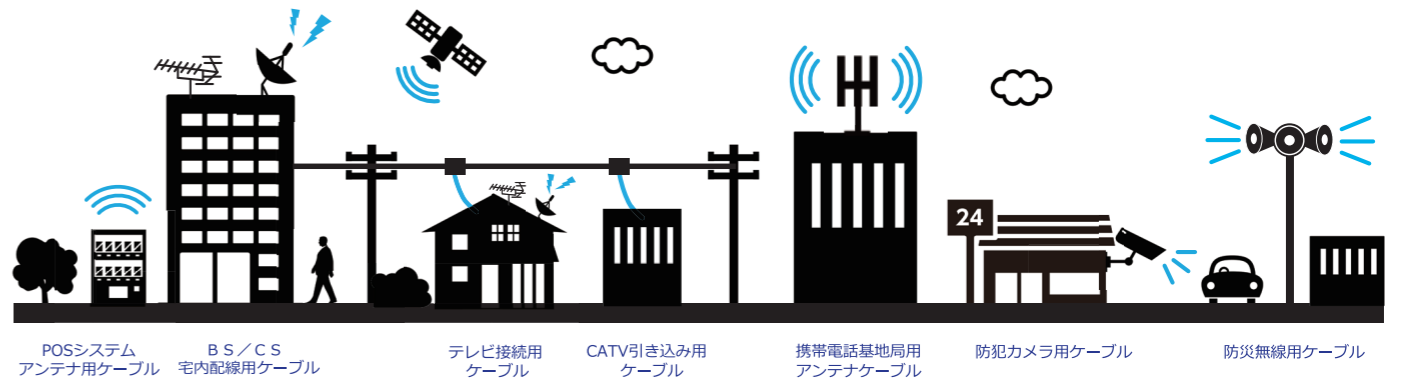 24
POSシステム
アンテナ用ケーブル
ＢＳ／ＣＳ
宅内配線用ケーブル
テレビ接続用
ケーブル
CATV引き込み用
ケーブル
携帯電話基地局用
アンテナケーブル
防犯カメラ用ケーブル
防災無線用ケーブル